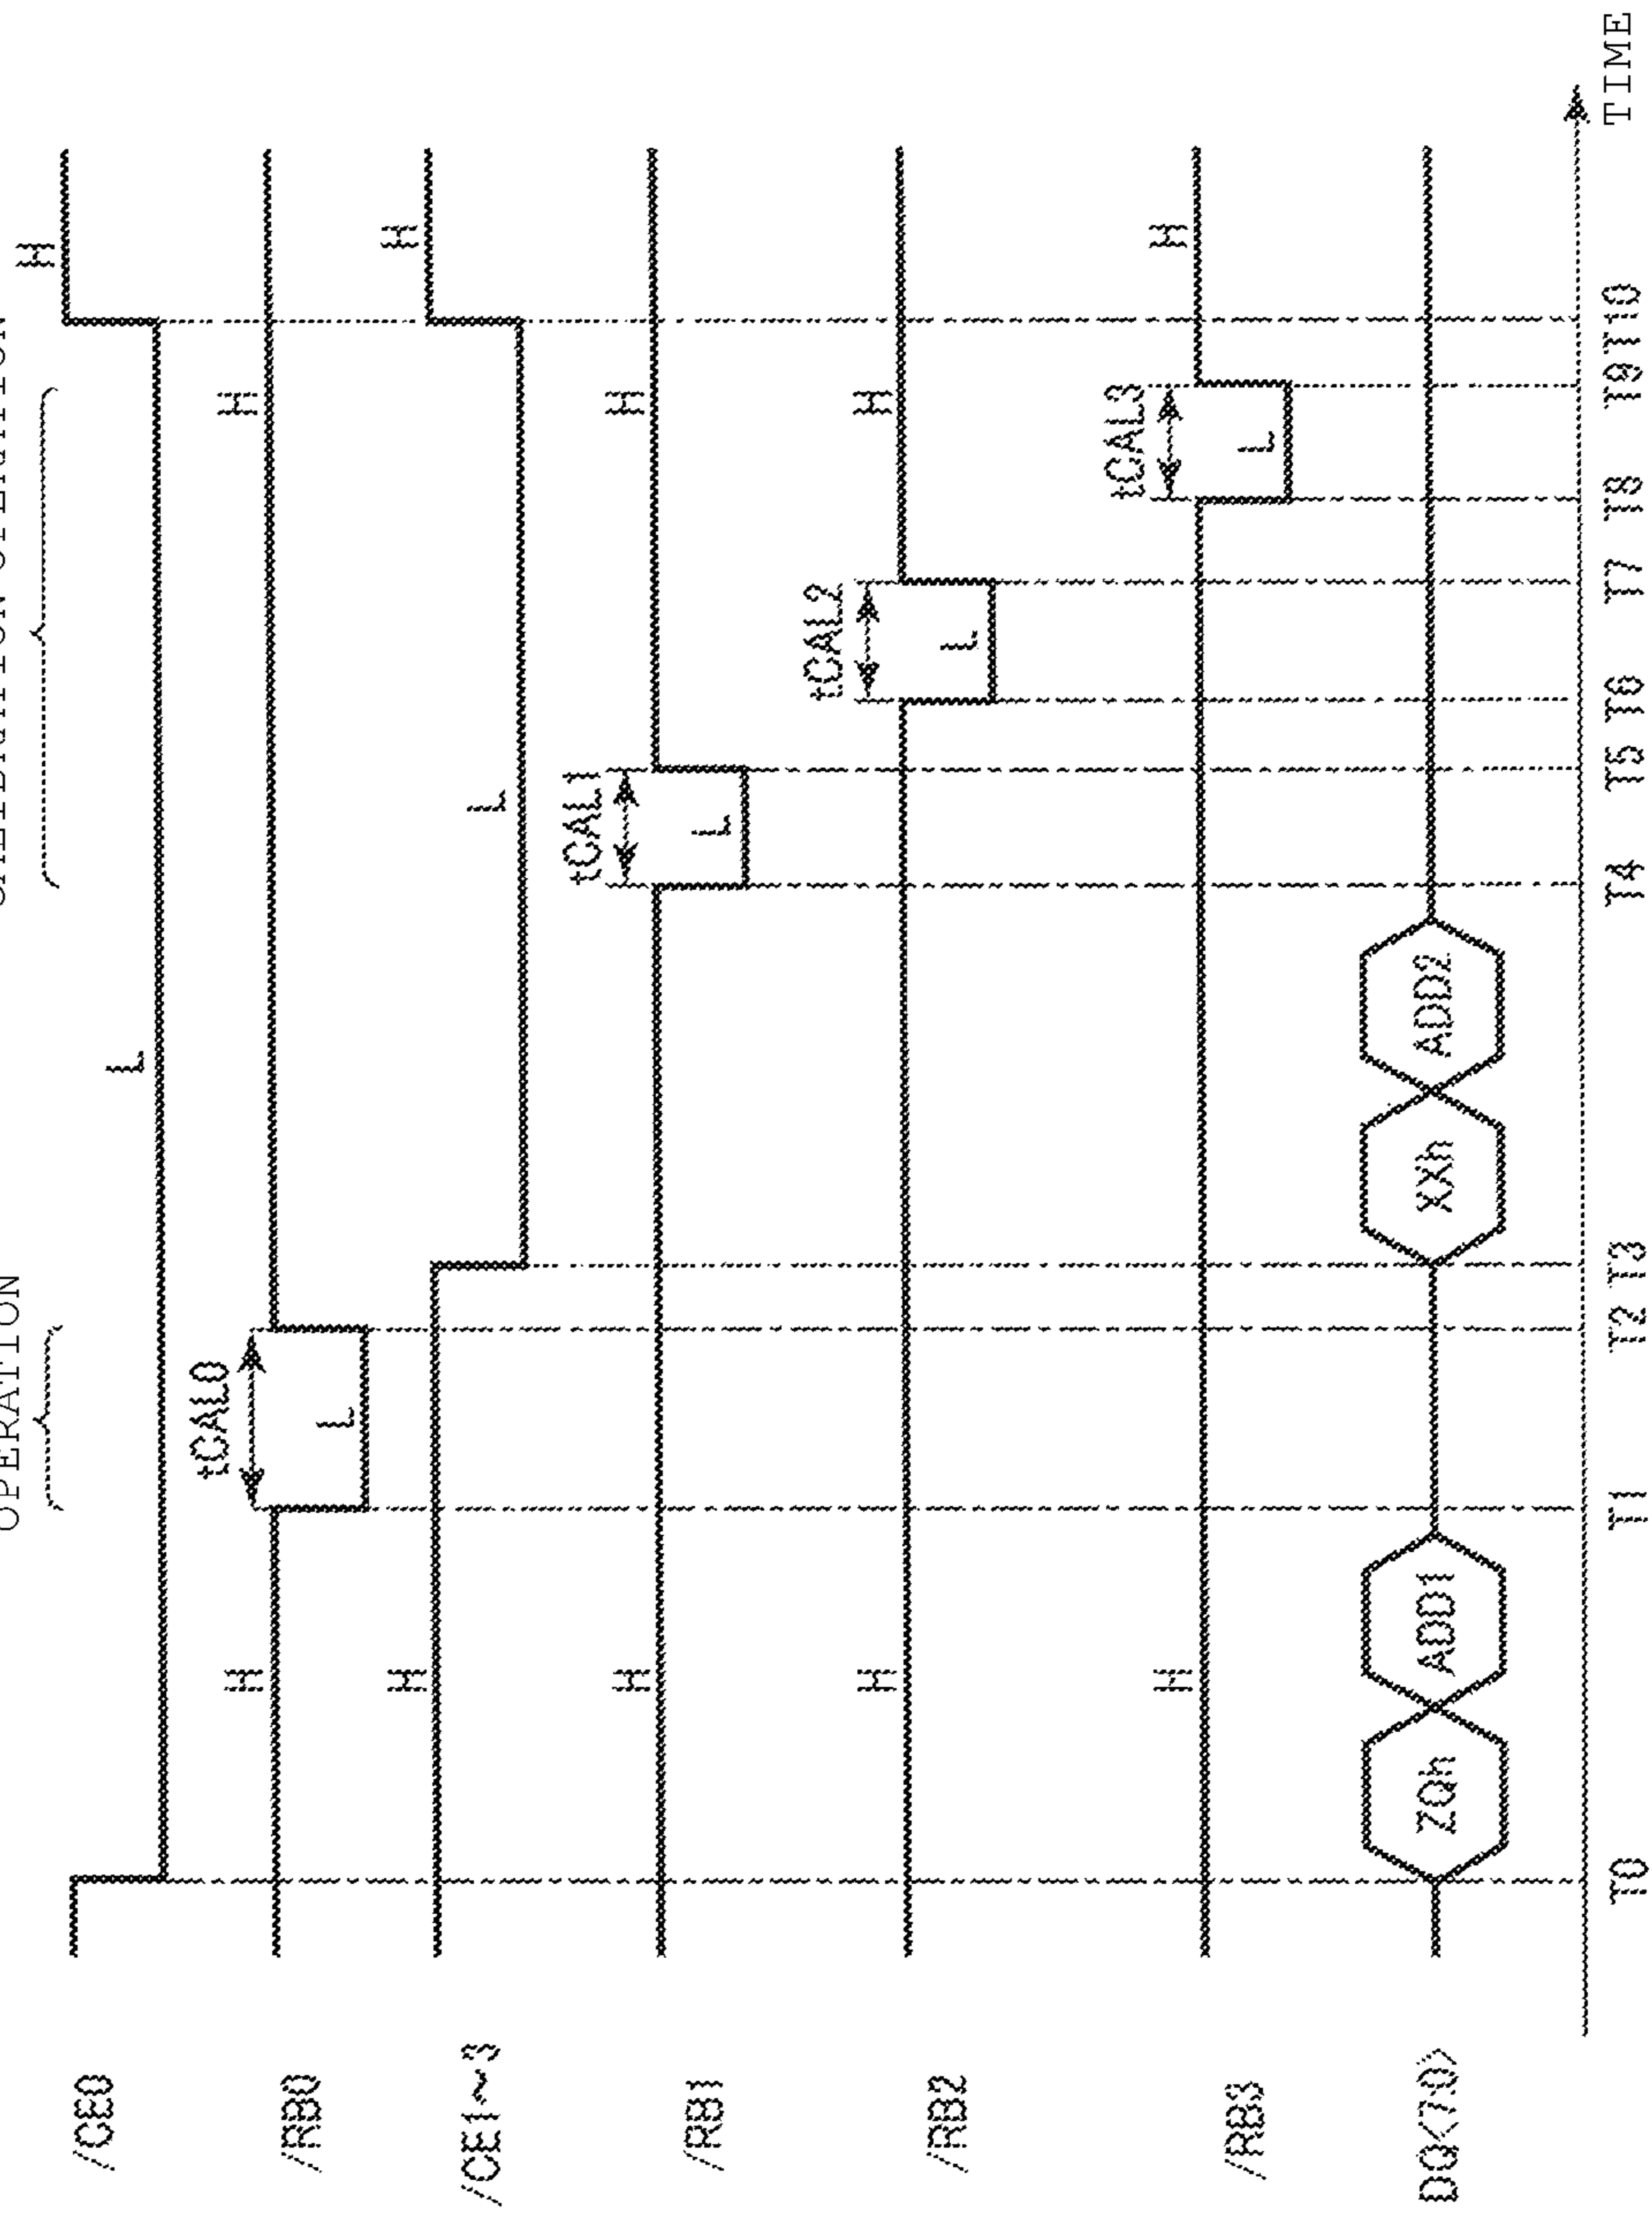 OPERATION
CALIBRATION OPERATION
/CE0
L
H
/RB0
H
tCAL0
L
H
/CE1~3
H
L
H
/RB1
H
tCAL1
L
H
/RB2
H
tCAL2
L
H
/RB3
H
tCAL3
L
H
DQ<7:0>
ZQh
ADD1
XXh
ADD2
T0
T1
T2
T3
T4
T5
T6
T7
T8
T9
T10
TIME